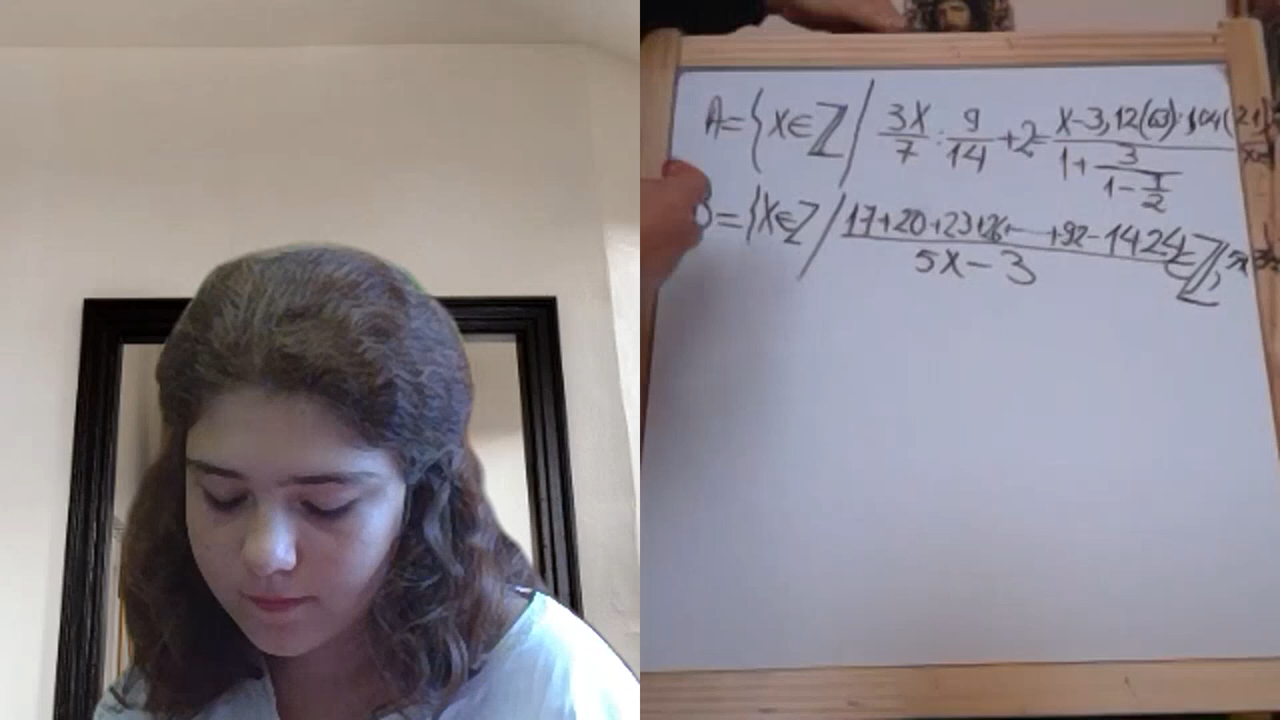 A = { x ∈ ℤ / 3x/7 : 9/14 + 2 = x - 3,12(63) · 1,04(21) / 1 + 3/(1 - 1/2)
B = { x ∈ ℤ / 17+20+23+26+...+92-1424 / 5x - 3 ∈ ℤ